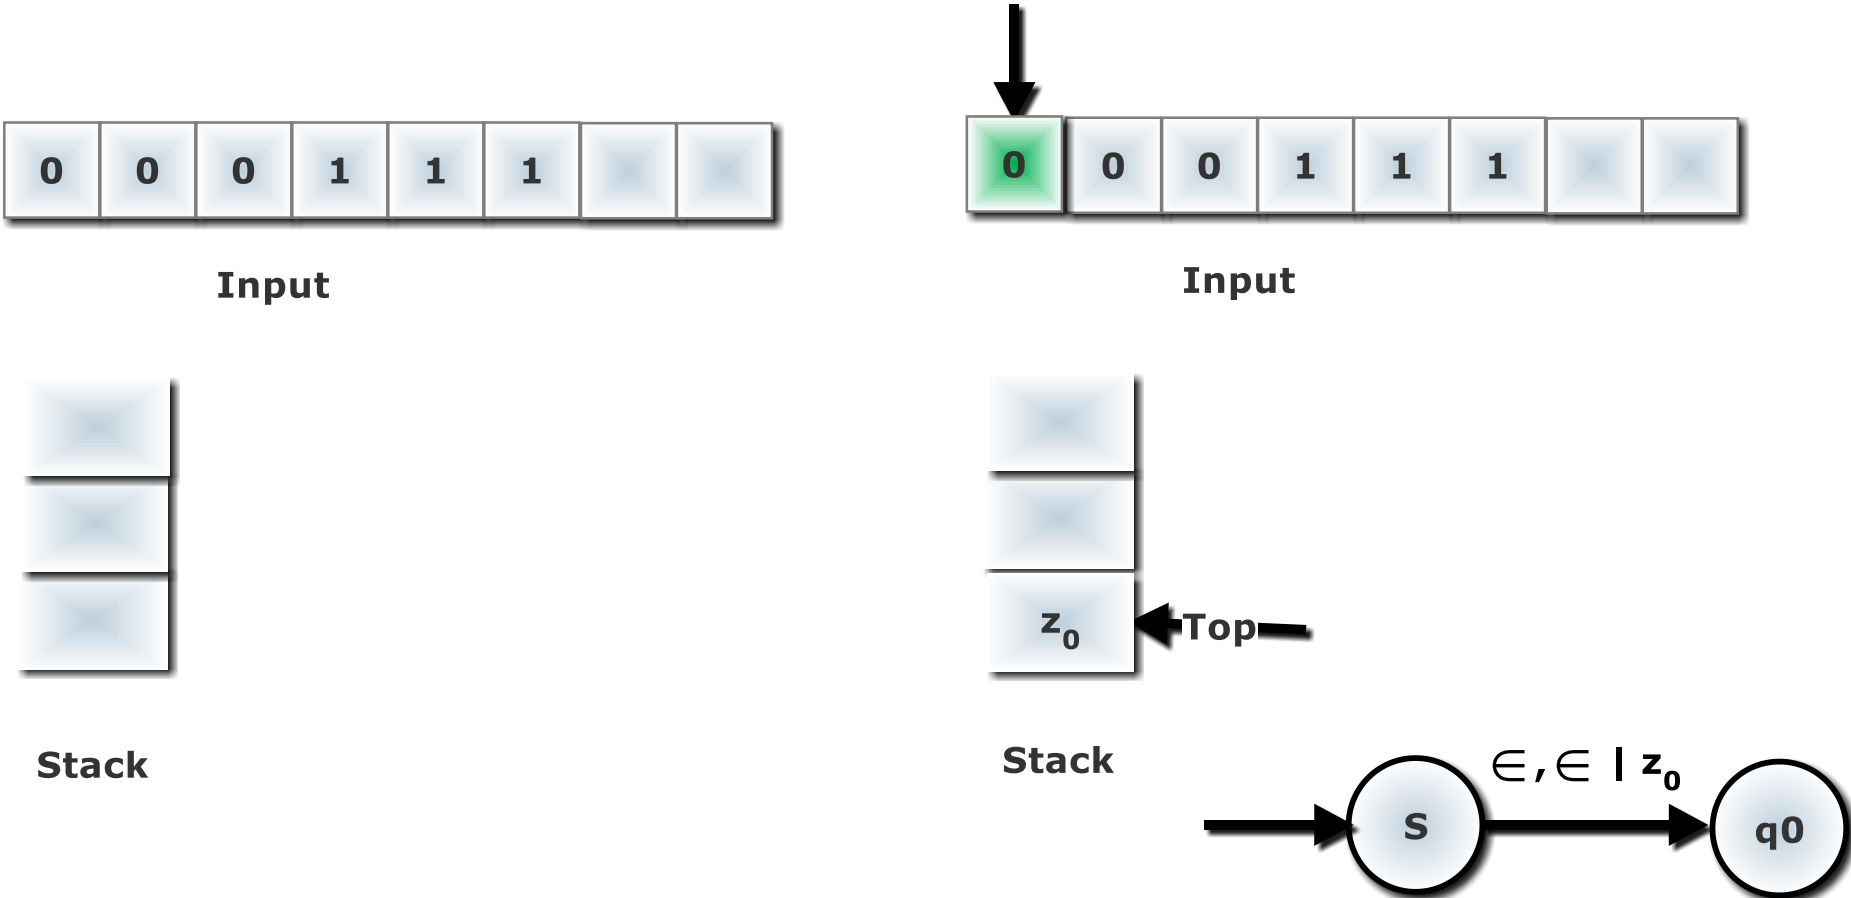 0 0 0 1 1 1
Input
Stack
0 0 0 1 1 1
Input
z₀
Top
Stack
∈,∈ | z₀
S
q0